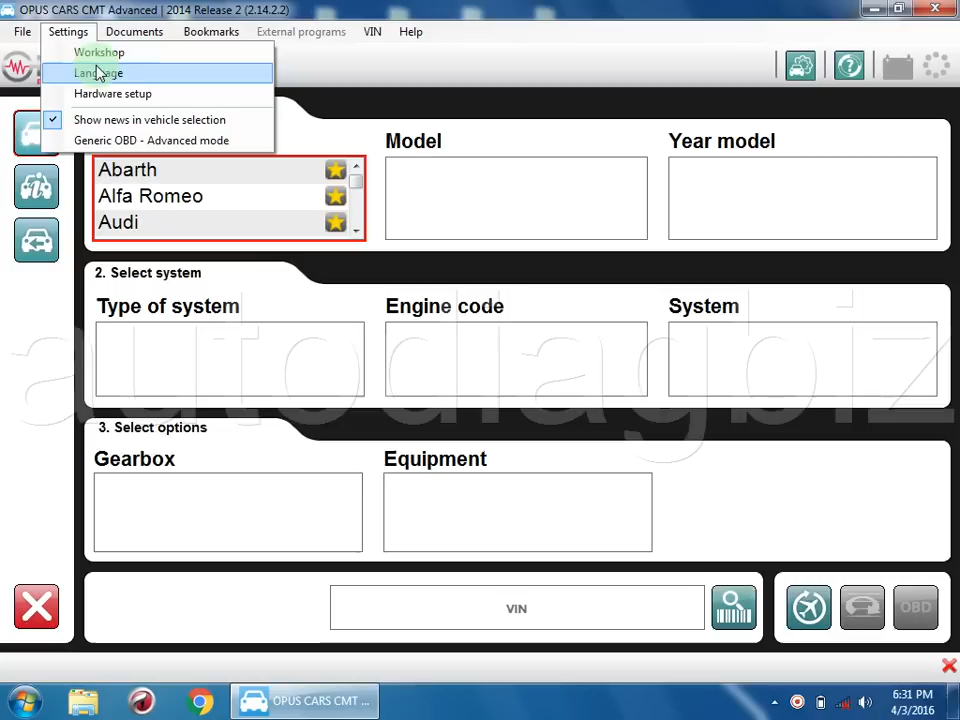 OPUS CARS CMT Advanced | 2014 Release 2 (2.14.2.2)
File Settings Documents Bookmarks External programs VIN Help
Workshop
Language
Hardware setup
Show news in vehicle selection
Generic OBD - Advanced mode
Model Year model
Abarth
Alfa Romeo
Audi
2. Select system
Type of system Engine code System
autodiagbiz
3. Select options
Gearbox Equipment
VIN
OBD
OPUS CARS CMT ...
6:31 PM
4/3/2016